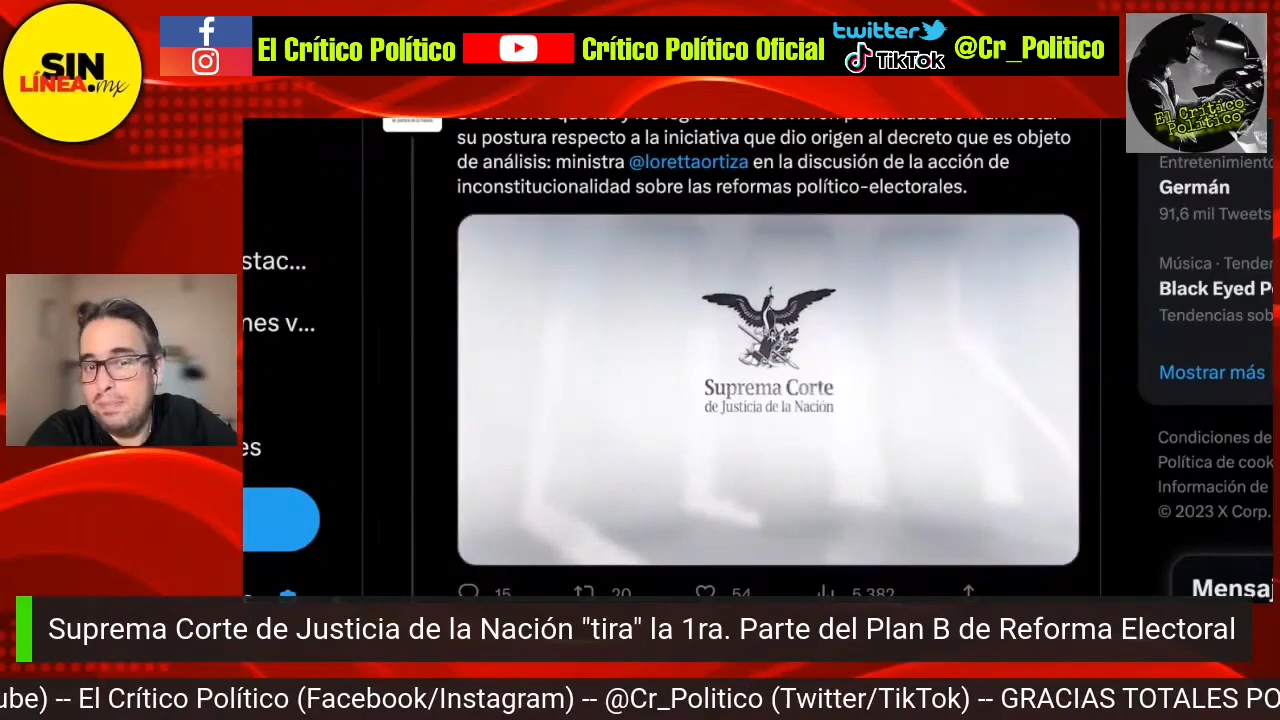 SIN
LÍNEA.mx
El Crítico Político
Crítico Político Oficial
twitter
TikTok
@Cr_Politico
El Crítico
Político
su postura respecto a la iniciativa que dio origen al decreto que es objeto
de análisis: ministra @lorettaortiza en la discusión de la acción de
inconstitucionalidad sobre las reformas político-electorales.
Suprema Corte
de Justicia de la Nación
15
20
54
5.382
stac...
nes v...
es
Entretenimiento
Germán
91,6 mil Tweets
Música · Tenden
Black Eyed P
Tendencias sob
Mostrar más
Condiciones de
Política de cook
Información de
© 2023 X Corp.
Mensaj
Suprema Corte de Justicia de la Nación "tira" la 1ra. Parte del Plan B de Reforma Electoral
ube) -- El Crítico Político (Facebook/Instagram) -- @Cr_Politico (Twitter/TikTok) -- GRACIAS TOTALES PO